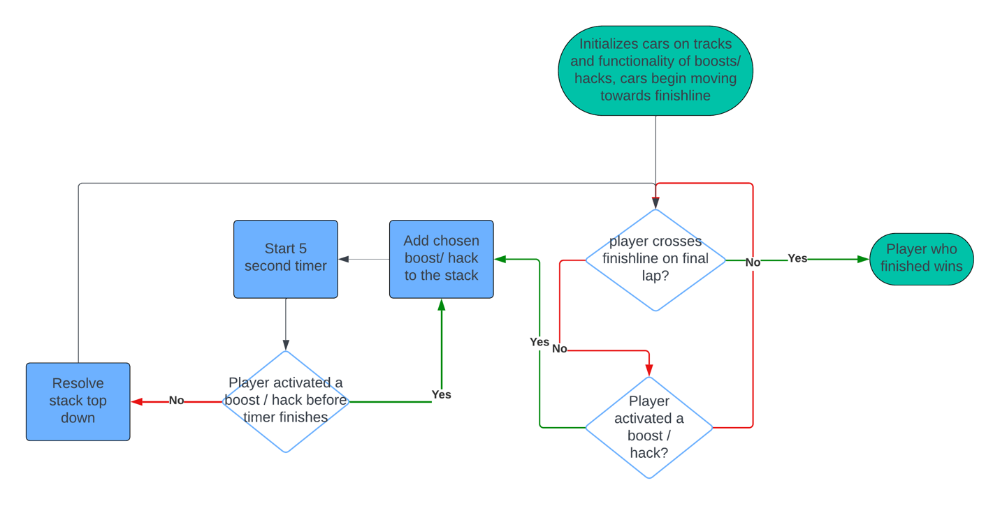 Initializes cars on tracks
and functionality of boosts/
hacks, cars begin moving
towards finishline
player crosses
finishline on final
lap?
No
Yes
Player who
finished wins
Start 5
second timer
Add chosen
boost/ hack
to the stack
Yes
No
Player
activated a
boost /
hack?
Player activated a
boost / hack before
timer finishes
Yes
No
Resolve
stack top
down